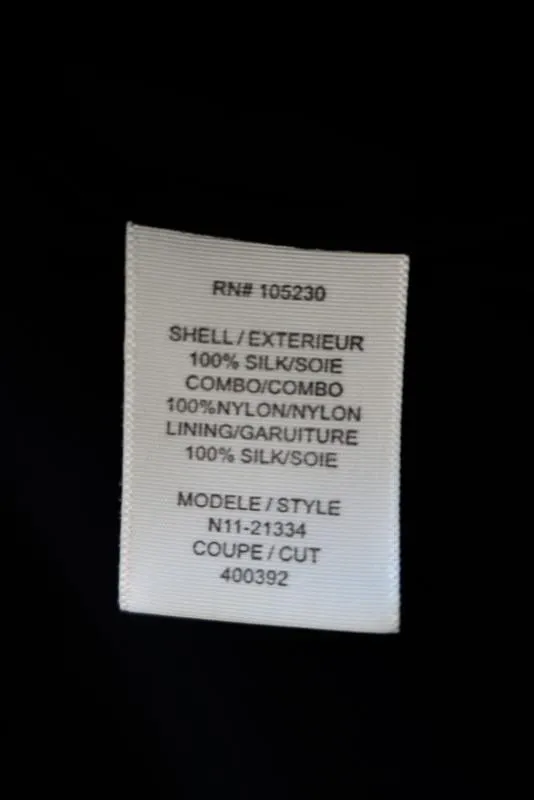 RN# 105230
SHELL / EXTERIEUR
100% SILK/SOIE
COMBO/COMBO
100%NYLON/NYLON
LINING/GARUITURE
100% SILK/SOIE
MODELE / STYLE
N11-21334
COUPE / CUT
400392